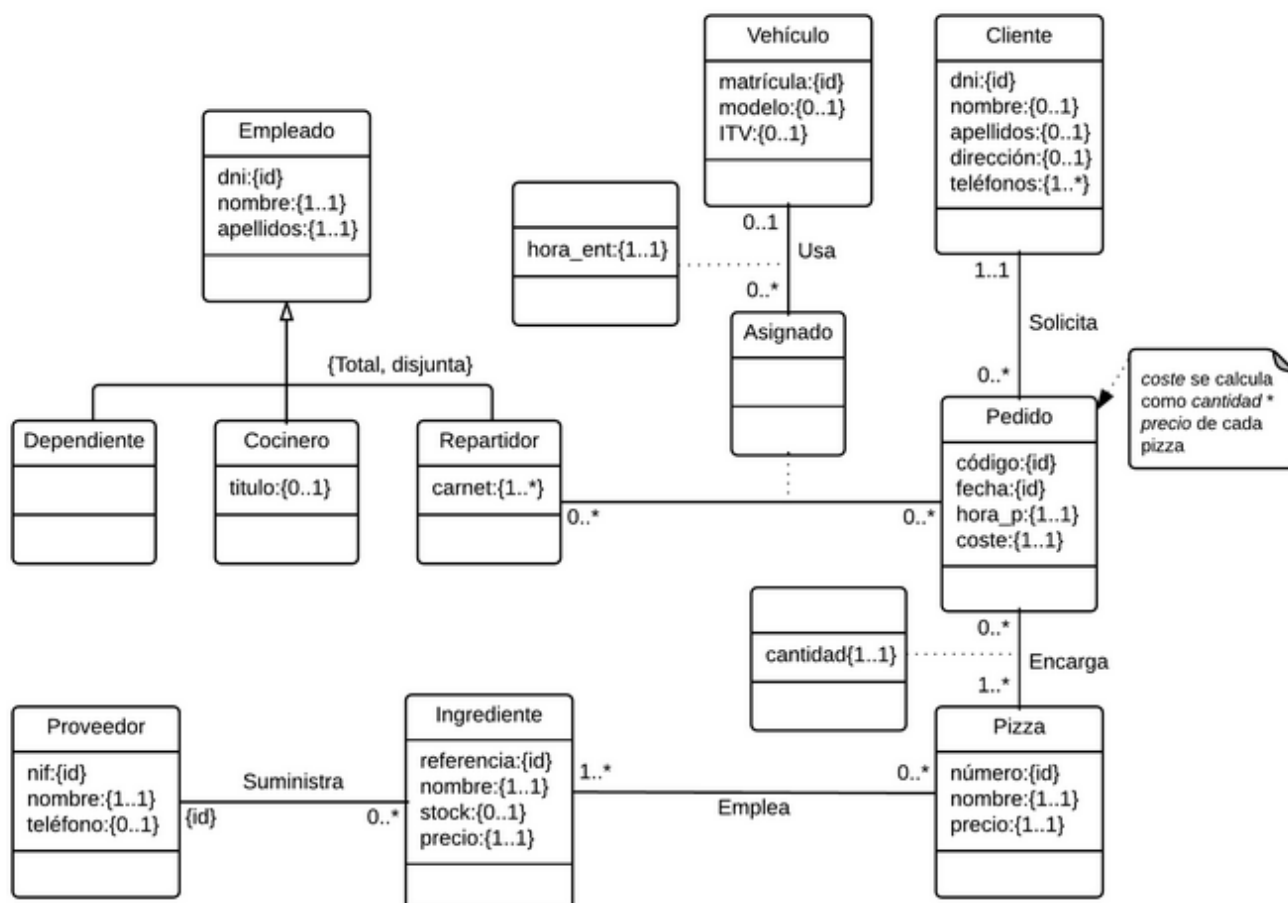 Vehículo
matrícula:{id}
modelo:{0..1}
ITV:{0..1}
Cliente
dni:{id}
nombre:{0..1}
apellidos:{0..1}
dirección:{0..1}
teléfonos:{1..*}
Empleado
dni:{id}
nombre:{1..1}
apellidos:{1..1}
hora_ent:{1..1}
0..1
Usa
0..*
1..1
Solicita
0..*
Asignado
{Total, disjunta}
coste se calcula
como cantidad *
precio de cada
pizza
Dependiente
Cocinero
titulo:{0..1}
Repartidor
carnet:{1..*}
0..*
0..*
Pedido
código:{id}
fecha:{id}
hora_p:{1..1}
coste:{1..1}
cantidad{1..1}
0..*
Encarga
1..*
Proveedor
nif:{id}
nombre:{1..1}
teléfono:{0..1}
Suministra
{id}
0..*
Ingrediente
referencia:{id}
nombre:{1..1}
stock:{0..1}
precio:{1..1}
1..*
0..*
Emplea
Pizza
número:{id}
nombre:{1..1}
precio:{1..1}